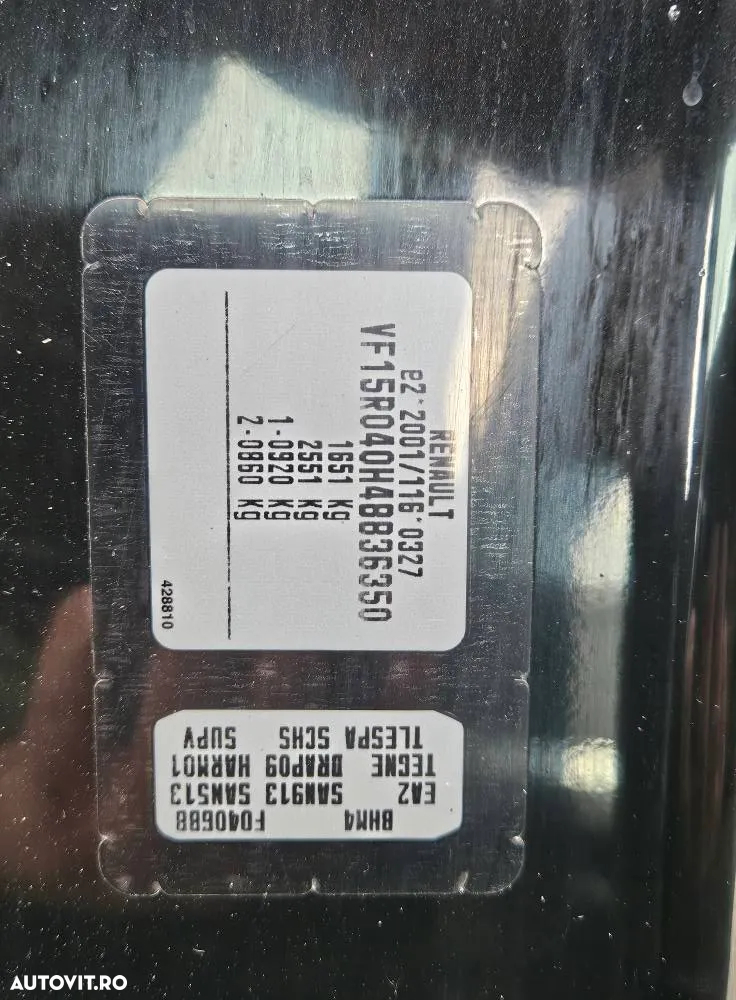 RENAULT
e2*2001/116*0327
VF15R040H48836350
1651 kg
2551 kg
1-0920 kg
2-0860 kg
428810
BHM4 F040688
EA2 SAN913 SAN513
TEGNE DRAP09 HARM01
TLESPA SCHS SUPV
AUTOVIT.RO